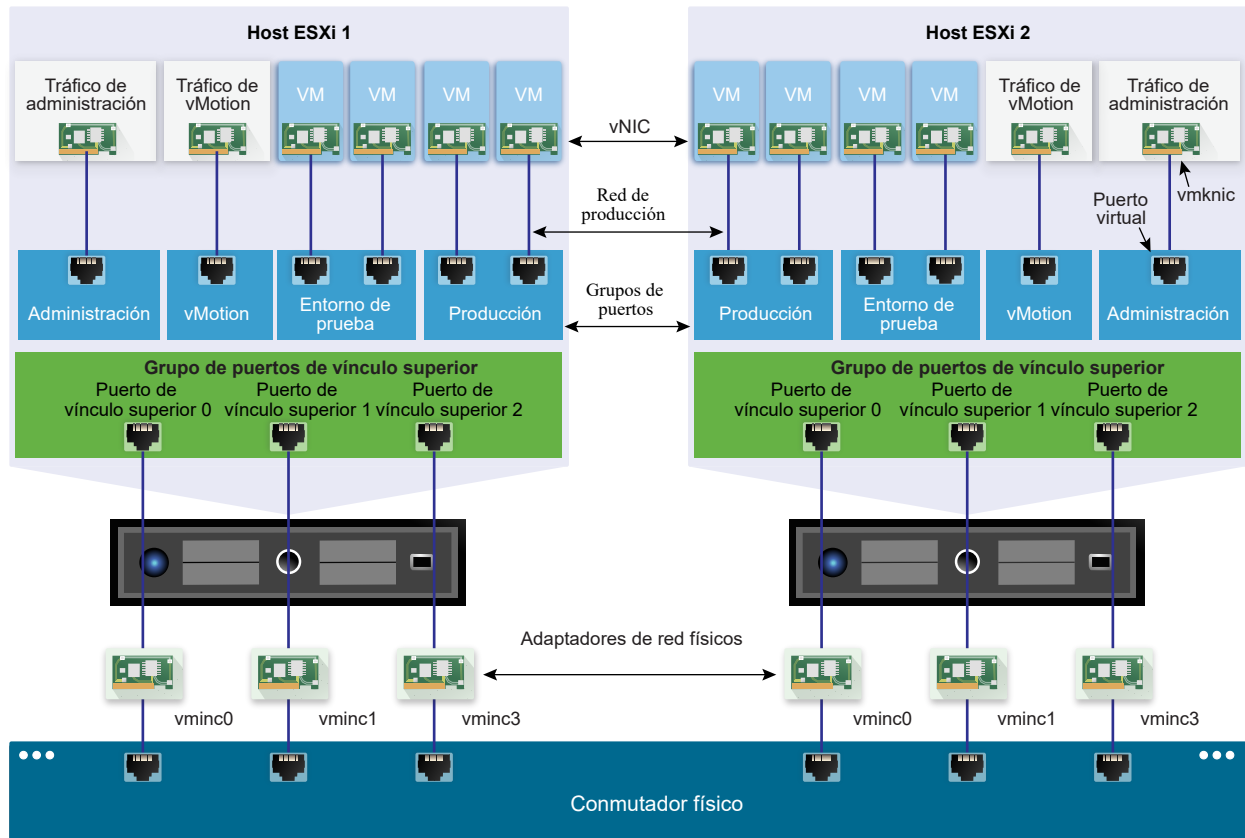 Host ESXi 1
Host ESXi 2
Tráfico de
administración
Tráfico de
vMotion
VM
VM
VM
VM
vNIC
VM
VM
VM
VM
Tráfico de
vMotion
Tráfico de
administración
Red de
producción
Puerto
virtual
vmknic
Administración
vMotion
Entorno de
prueba
Producción
Grupos de
puertos
Producción
Entorno de
prueba
vMotion
Administración
Grupo de puertos de vínculo superior
Puerto de
vínculo superior 0
Puerto de
vínculo superior 1
Puerto de
vínculo superior 2
Grupo de puertos de vínculo superior
Puerto de
vínculo superior 0
Puerto de
vínculo superior 1
Puerto de
vínculo superior 2
Adaptadores de red físicos
vminc0
vminc1
vminc3
vminc0
vminc1
vminc3
Conmutador físico